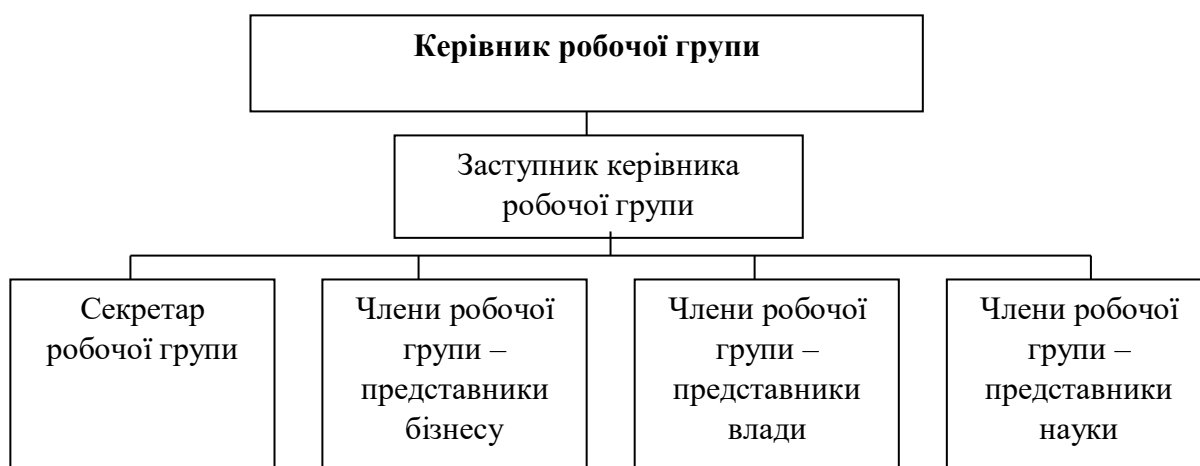 Керівник робочої групи
Заступник керівника
робочої групи
Секретар
робочої групи
Члени робочої
групи –
представники
бізнесу
Члени робочої
групи –
представники
влади
Члени робочої
групи –
представники
науки